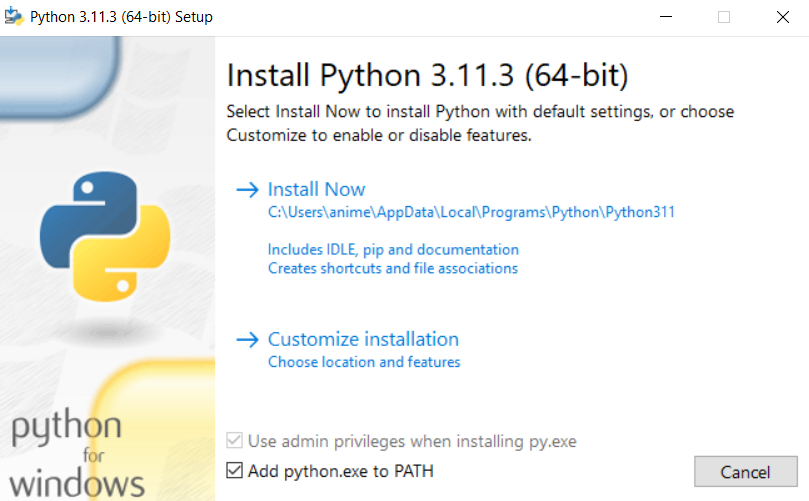 Python 3.11.3 (64-bit) Setup
Install Python 3.11.3 (64-bit)
Select Install Now to install Python with default settings, or choose
Customize to enable or disable features.
Install Now
C:\Users\anime\AppData\Local\Programs\Python\Python311
Includes IDLE, pip and documentation
Creates shortcuts and file associations
Customize installation
Choose location and features
python
for
windows
Use admin privileges when installing py.exe
Add python.exe to PATH
Cancel